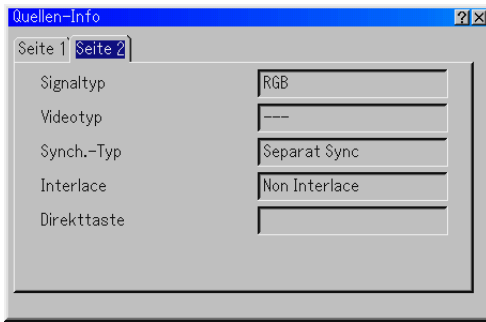 Quellen-Info ? ×
Seite 1 Seite 2
Signaltyp RGB
Videotyp ---
Synch.-Typ Separat Sync
Interlace Non Interlace
Direkttaste